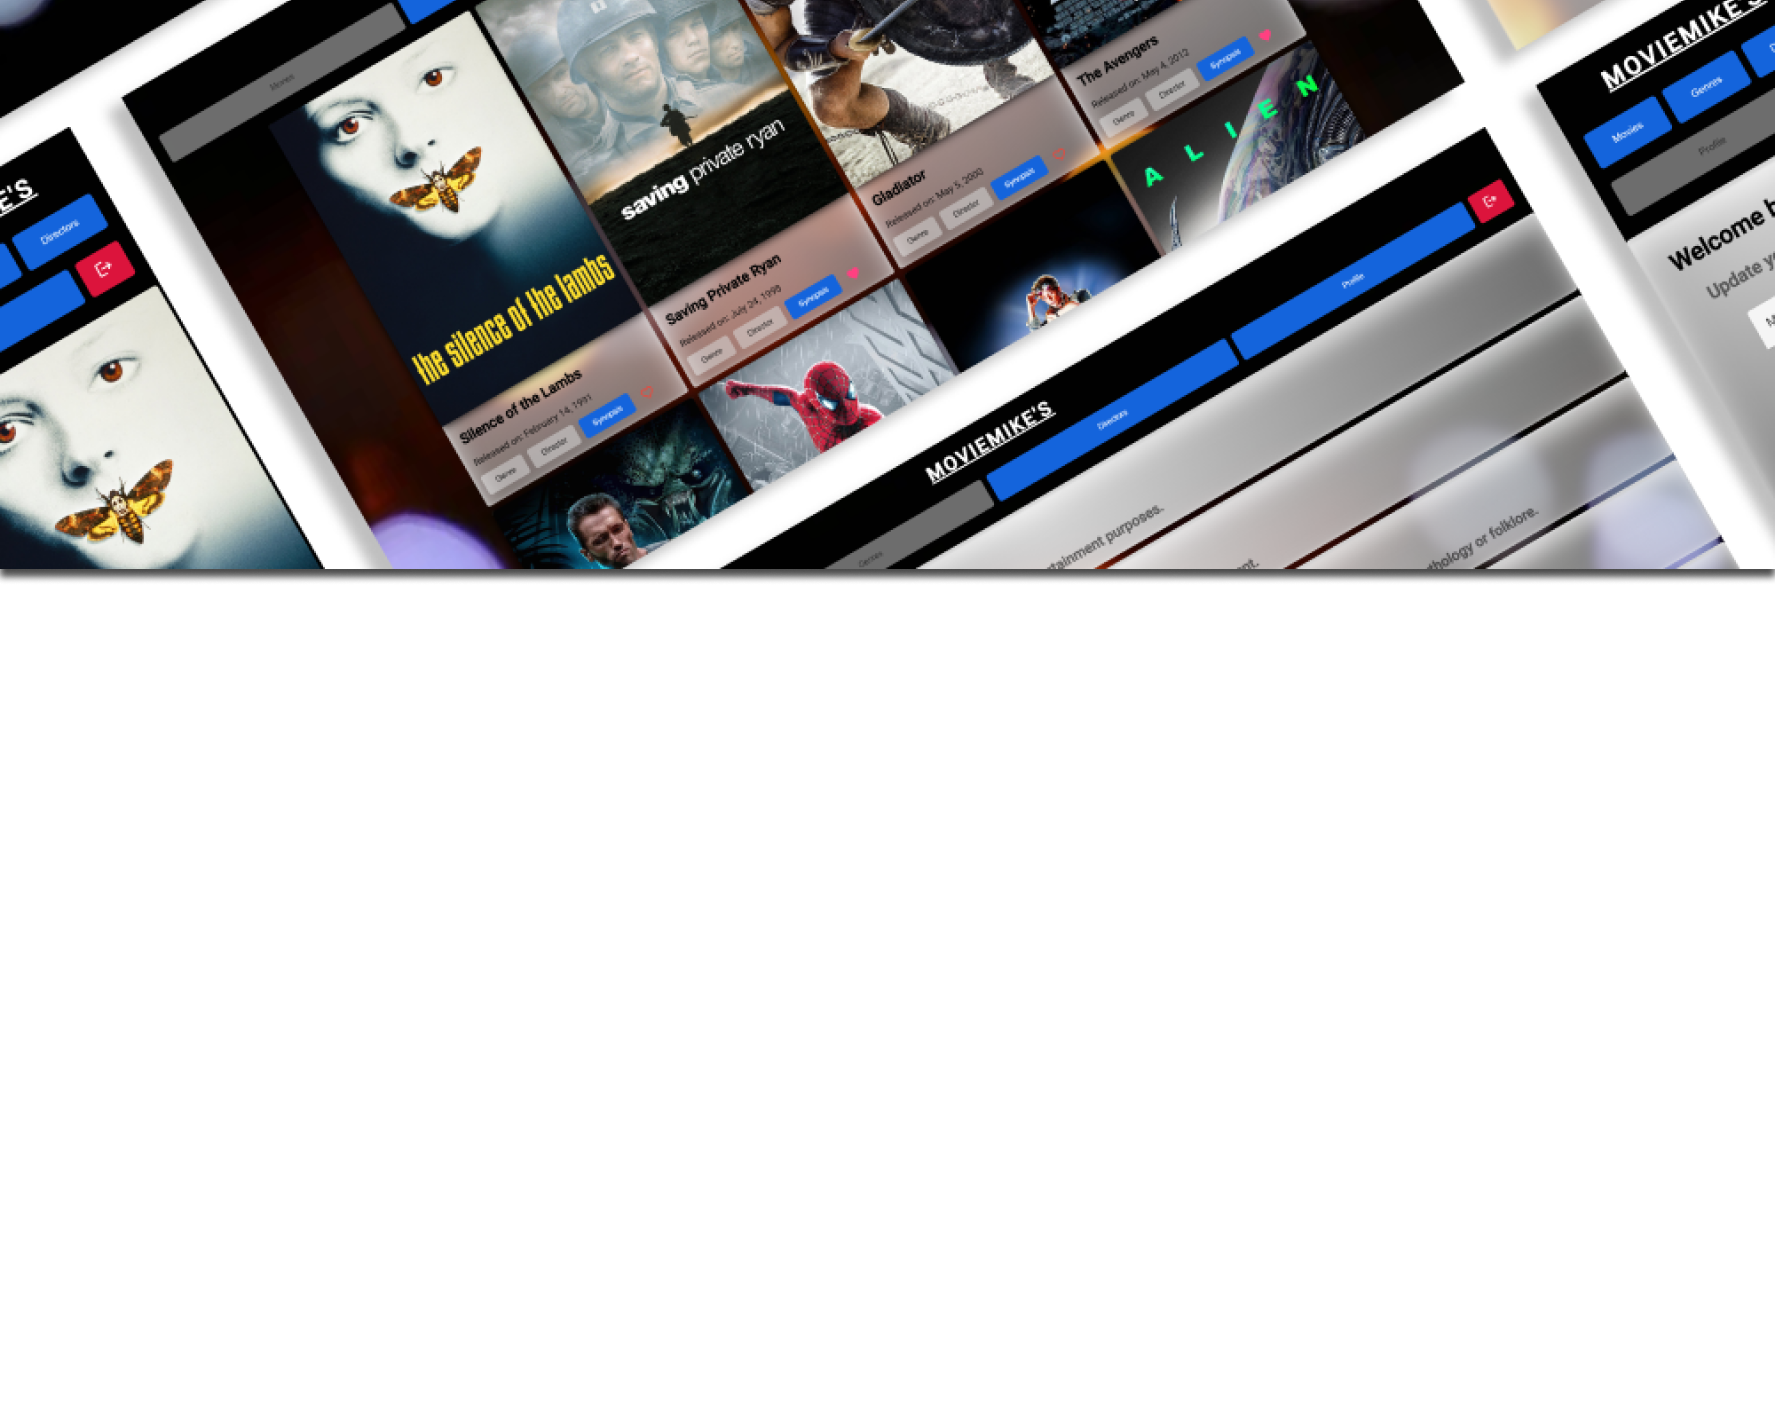 E'S
Directors
Movies
the silence of the lambs
Silence of the Lambs
Released on: February 14, 1991
Genre
Director
Synopsis
saving private ryan
Saving Private Ryan
Released on: July 24, 1998
Genre
Director
Synopsis
Gladiator
Released on: May 5, 2000
Genre
Director
Synopsis
The Avengers
Released on: May 4, 2012
Genre
Director
Synopsis
ALIEN
MOVIEMIKE'S
Genres
Directors
Profile
tainment purposes.
nt.
thology or folklore.
MOVIEMIKE'S
Movies
Genres
D
Profile
Welcome b
Update yo
M